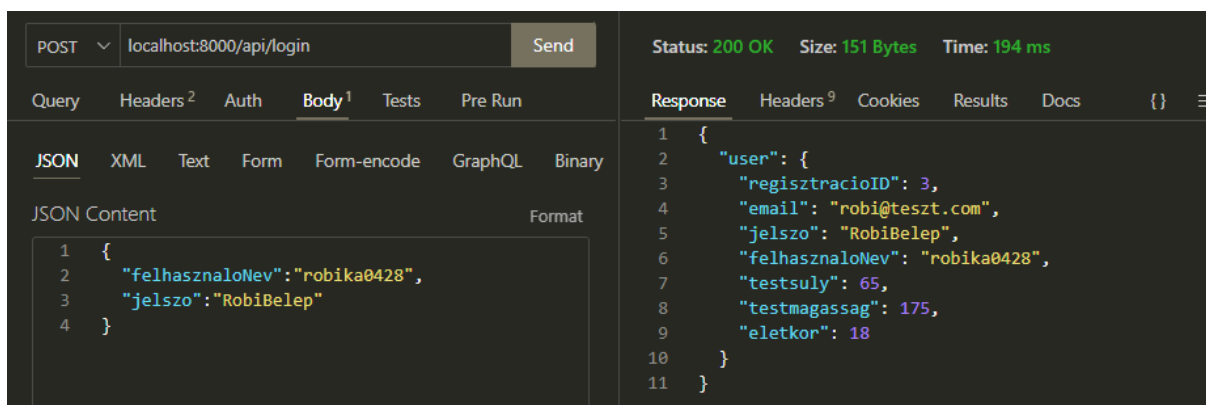 POST localhost:8000/api/login Send
Query Headers 2 Auth Body 1 Tests Pre Run
JSON XML Text Form Form-encode GraphQL Binary
JSON Content Format
1 {
2 "felhasznaloNev":"robika0428",
3 "jelszo":"RobiBelep"
4 }
Status: 200 OK Size: 151 Bytes Time: 194 ms
Response Headers 9 Cookies Results Docs {}
1 {
2 "user": {
3 "regisztracioID": 3,
4 "email": "robi@teszt.com",
5 "jelszo": "RobiBelep",
6 "felhasznaloNev": "robika0428",
7 "testsuly": 65,
8 "testmagassag": 175,
9 "eletkor": 18
10 }
11 }